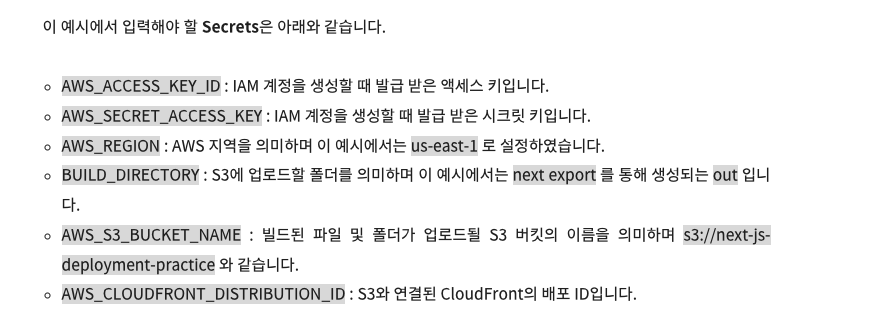 이 예시에서 입력해야 할 Secrets은 아래와 같습니다.
AWS_ACCESS_KEY_ID : IAM 계정을 생성할 때 발급 받은 액세스 키입니다.
AWS_SECRET_ACCESS_KEY : IAM 계정을 생성할 때 발급 받은 시크릿 키입니다.
AWS_REGION : AWS 지역을 의미하며 이 예시에서는 us-east-1 로 설정하였습니다.
BUILD_DIRECTORY : S3에 업로드할 폴더를 의미하며 이 예시에서는 next export 를 통해 생성되는 out 입니
다.
AWS_S3_BUCKET_NAME : 빌드된 파일 및 폴더가 업로드될 S3 버킷의 이름을 의미하며 s3://next-js-
deployment-practice 와 같습니다.
AWS_CLOUDFRONT_DISTRIBUTION_ID : S3와 연결된 CloudFront의 배포 ID입니다.